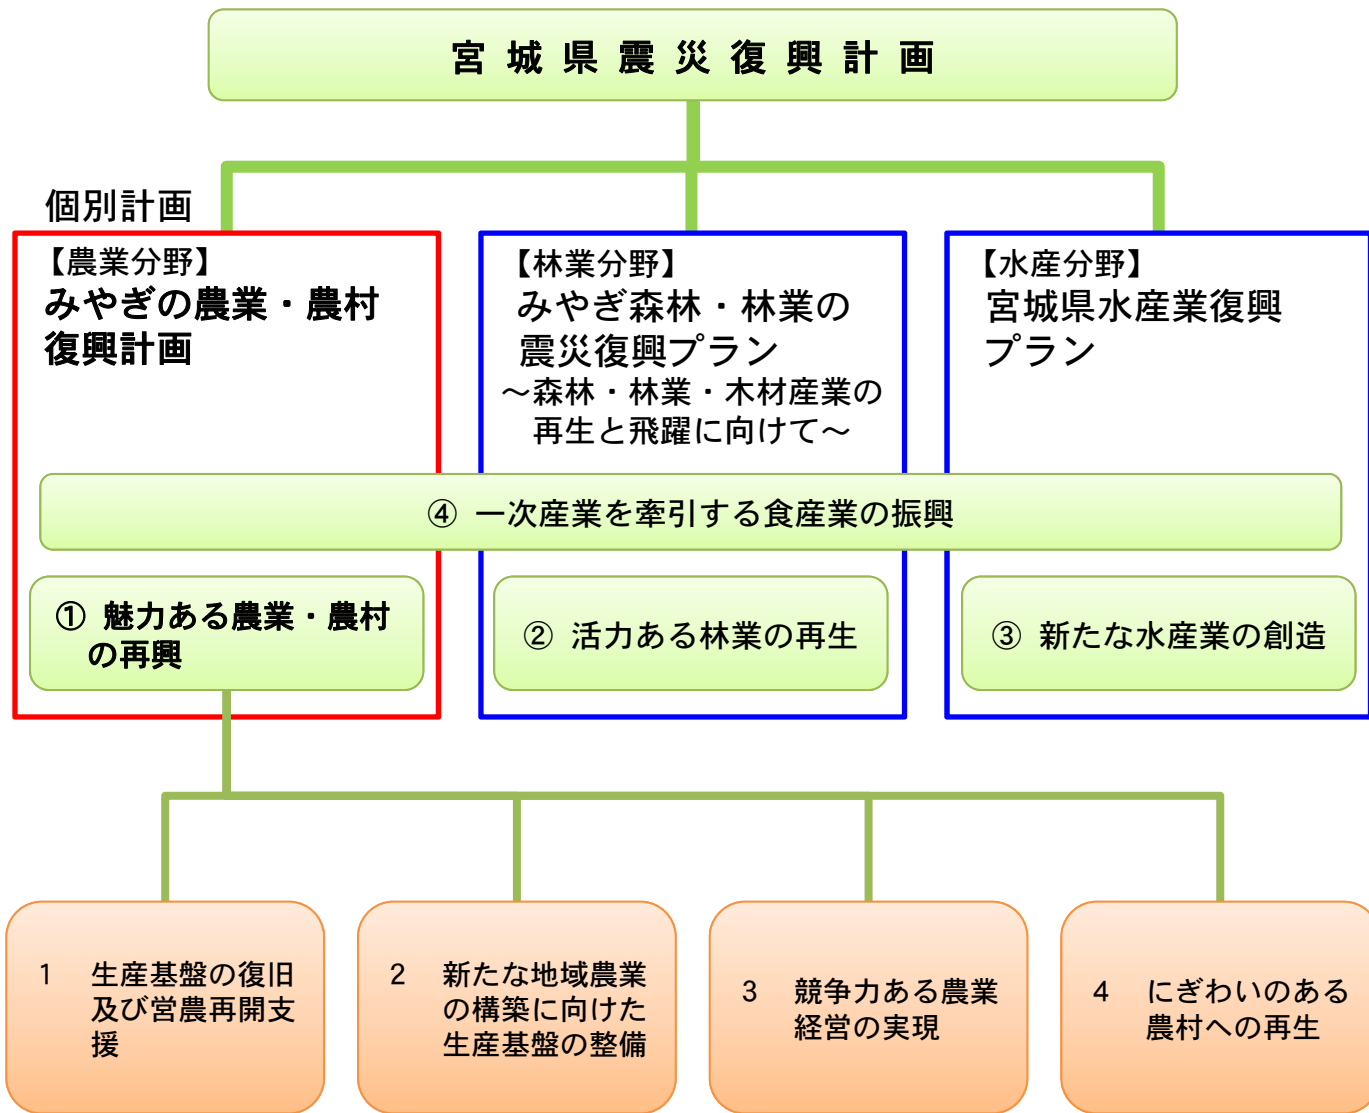 宮城県震災復興計画
個別計画
【農業分野】
みやぎの農業・農村
復興計画
【林業分野】
みやぎ森林・林業の
震災復興プラン
～森林・林業・木材産業の
再生と飛躍に向けて～
【水産分野】
宮城県水産業復興
プラン
④ 一次産業を牽引する食産業の振興
① 魅力ある農業・農村
の再興
② 活力ある林業の再生
③ 新たな水産業の創造
1 生産基盤の復旧
及び営農再開支
援
2 新たな地域農業
の構築に向けた
生産基盤の整備
3 競争力ある農業
経営の実現
4 にぎわいのある
農村への再生